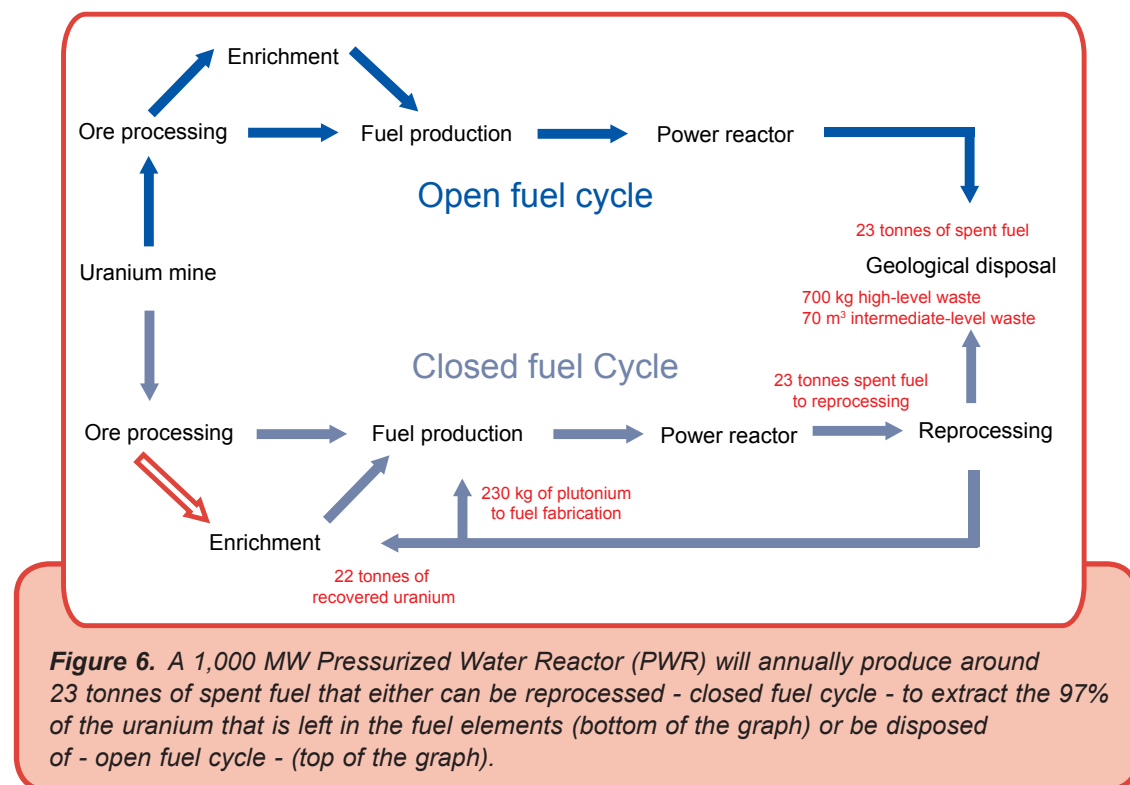 Enrichment
Ore processing
Fuel production
Power reactor
Open fuel cycle
23 tonnes of spent fuel
Uranium mine
Geological disposal
700 kg high-level waste
70 m³ intermediate-level waste
Closed fuel Cycle
23 tonnes spent fuel
to reprocessing
Ore processing
Fuel production
Power reactor
Reprocessing
230 kg of plutonium
to fuel fabrication
Enrichment
22 tonnes of
recovered uranium
Figure 6. A 1,000 MW Pressurized Water Reactor (PWR) will annually produce around
23 tonnes of spent fuel that either can be reprocessed - closed fuel cycle - to extract the 97%
of the uranium that is left in the fuel elements (bottom of the graph) or be disposed
of - open fuel cycle - (top of the graph).